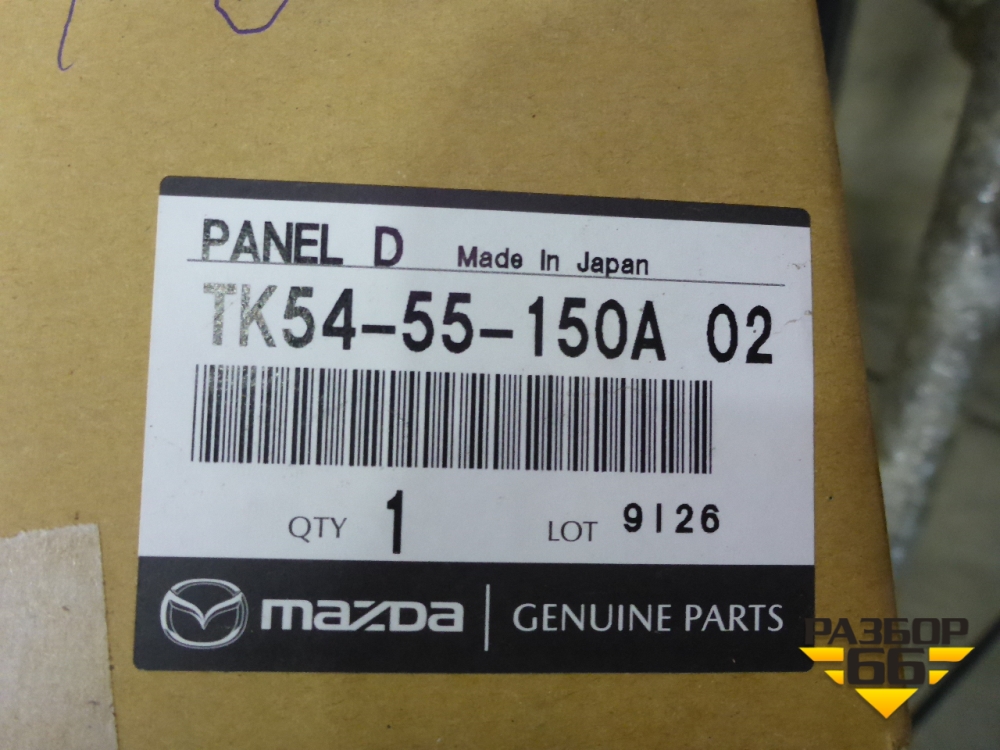 PANEL D Made In Japan
TK54-55-150A 02
QTY 1 LOT 9126
mazda GENUINE PARTS
РАЗБОР
66